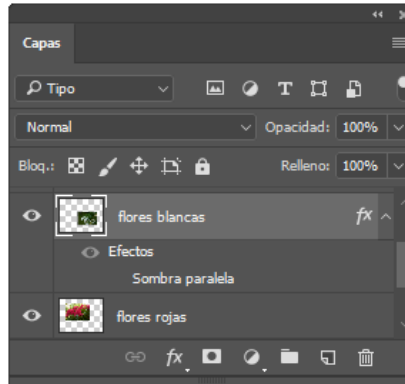 Capas
Tipo
Normal Opacidad: 100%
Bloq.: Relleno: 100%
flores blancas fx
Efectos
Sombra paralela
flores rojas
fx